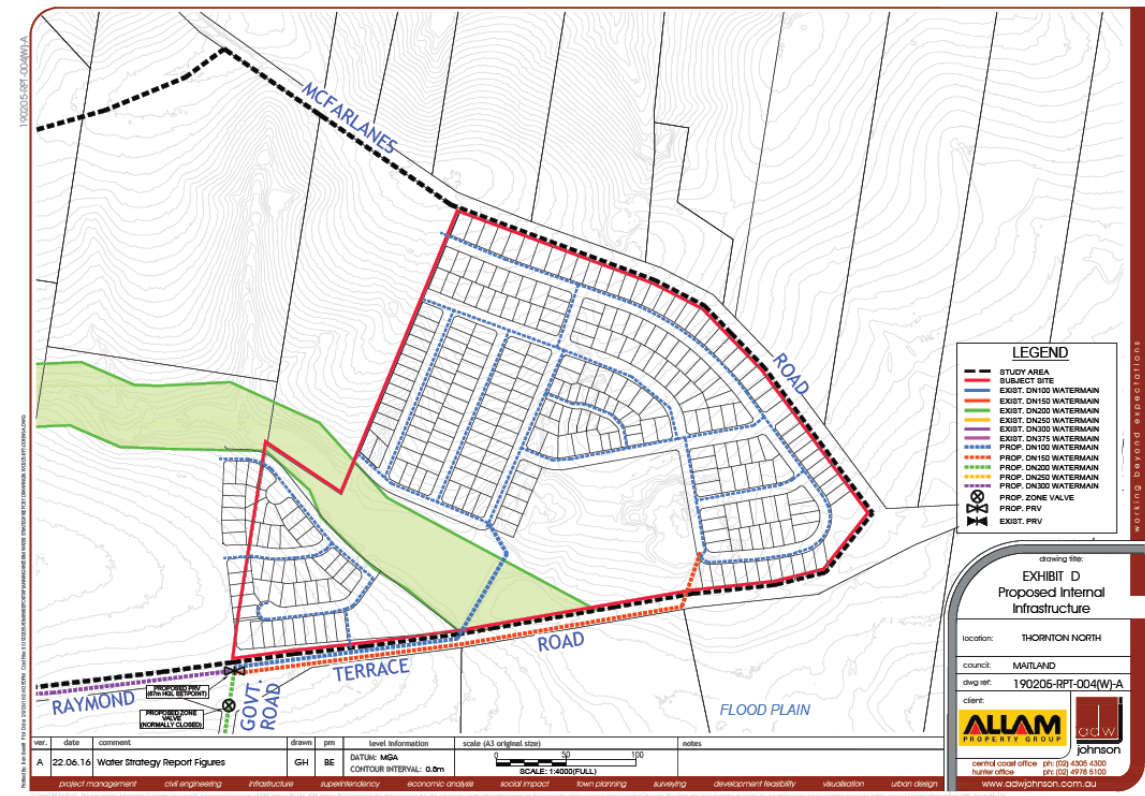 190205-RPT-004(W)-A
MCFARLANES
ROAD
LEGEND
STUDY AREA
SUBJECT SITE
EXIST. DN100 WATERMAIN
EXIST. DN150 WATERMAIN
EXIST. DN200 WATERMAIN
EXIST. DN250 WATERMAIN
EXIST. DN300 WATERMAIN
EXIST. DN375 WATERMAIN
PROP. DN100 WATERMAIN
PROP. DN150 WATERMAIN
PROP. DN200 WATERMAIN
PROP. DN250 WATERMAIN
PROP. DN300 WATERMAIN
PROP. ZONE VALVE
PROP. PRV
EXIST. PRV
working beyond expectations
RAYMOND
TERRACE
ROAD
GOVT.
ROAD
PROPOSED PRV
(67m HGL SETPOINT)
PROPOSED ZONE
VALVE
(NORMALLY CLOSED)
FLOOD PLAIN
drawing title:
EXHIBIT D
Proposed Internal
Infrastructure
location: THORNTON NORTH
council: MAITLAND
dwg ref: 190205-RPT-004(W)-A
client:
ALLAM
PROPERTY GROUP
adw
johnson
central coast office ph: (02) 4305 4300
hunter office ph: (02) 4978 5100
www.adwjohnson.com.au
ver. date comment drawn pm level information scale (A3 original size) notes
A 22.06.16 Water Strategy Report Figures GH BE
DATUM: MGA
CONTOUR INTERVAL: 0.5m
0 50 100
SCALE: 1:4000(FULL)
project management civil engineering infrastructure superintendency economic analysis social impact town planning surveying development feasibility visualisation urban design